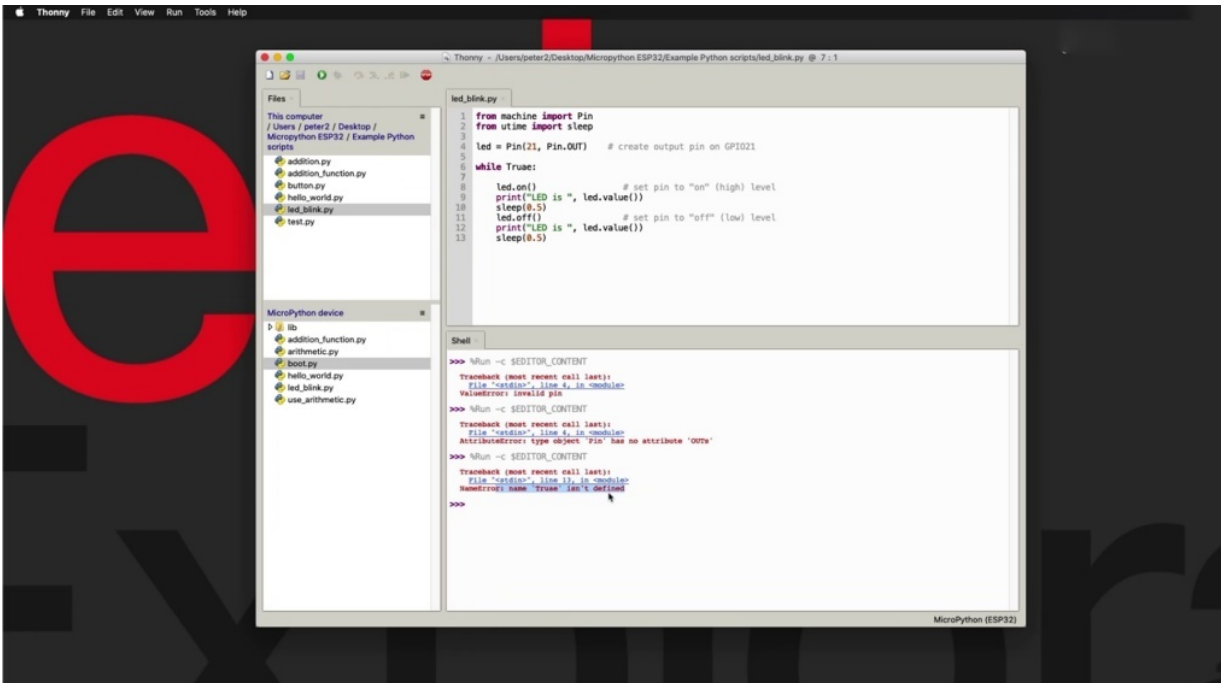 Thonny File Edit View Run Tools Help
Thonny - /Users/peter2/Desktop/Micropython ESP32/Example Python scripts/led_blink.py @ 7 : 1
Files
This computer
/ Users / peter2 / Desktop /
Micropython ESP32 / Example Python
scripts
addition.py
addition_function.py
button.py
hello_world.py
led_blink.py
test.py
MicroPython device
lib
addition_function.py
arithmetic.py
boot.py
hello_world.py
led_blink.py
use_arithmetic.py
led_blink.py
1 from machine import Pin
2 from utime import sleep
3
4 led = Pin(21, Pin.OUT) # create output pin on GPIO21
5
6 while Truae:
7
8 led.on() # set pin to "on" (high) level
9 print("LED is ", led.value())
10 sleep(0.5)
11 led.off() # set pin to "off" (low) level
12 print("LED is ", led.value())
13 sleep(0.5)
Shell
>>> %Run -c $EDITOR_CONTENT
Traceback (most recent call last):
File "<stdin>", line 4, in <module>
ValueError: invalid pin
>>> %Run -c $EDITOR_CONTENT
Traceback (most recent call last):
File "<stdin>", line 4, in <module>
AttributeError: type object 'Pin' has no attribute 'OUTs'
>>> %Run -c $EDITOR_CONTENT
Traceback (most recent call last):
File "<stdin>", line 13, in <module>
NameError: name 'Truae' isn't defined
>>>
MicroPython (ESP32)